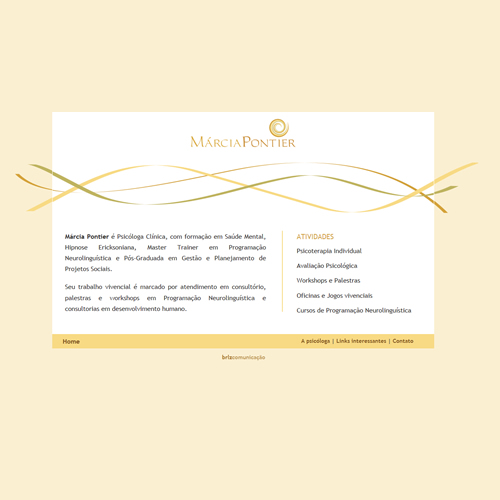 MÁRCIAPONTIER
Márcia Pontier é Psicóloga Clínica, com formação em Saúde Mental,
Hipnose Ericksoniana, Master Trainer em Programação
Neurolinguística e Pós-Graduada em Gestão e Planejamento de
Projetos Sociais.
Seu trabalho vivencial é marcado por atendimento em consultório,
palestras e workshops em Programação Neurolinguística e
consultorias em desenvolvimento humano.
ATIVIDADES
Psicoterapia Individual
Avaliação Psicológica
Workshops e Palestras
Oficinas e Jogos vivenciais
Cursos de Programação Neurolinguística
Home
A psicóloga | Links interessantes | Contato
brizcomunicação